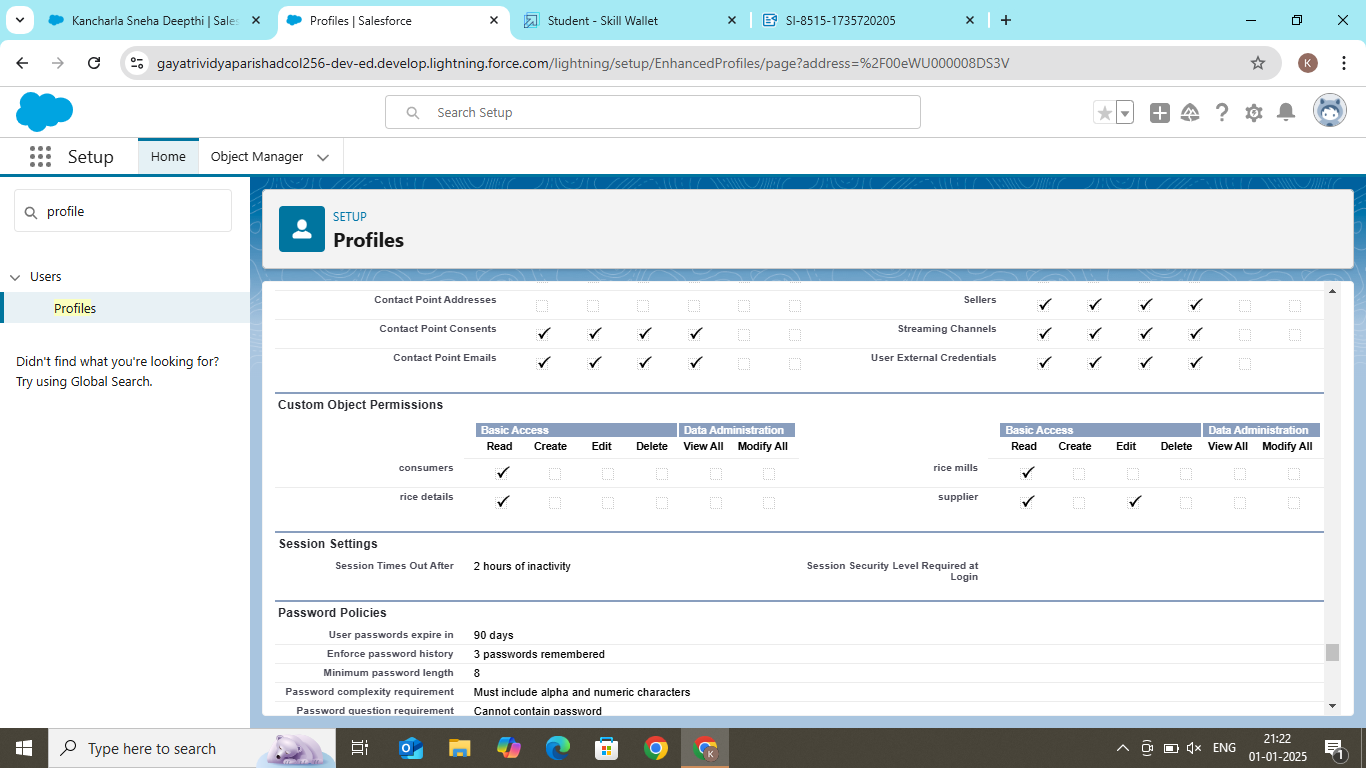 Kancharla Sneha Deepthi | Sale
Profiles | Salesforce
Student - Skill Wallet
SI-8515-1735720205
gayatrividyaparishadcol256-dev-ed.develop.lightning.force.com/lightning/setup/EnhancedProfiles/page?address=%2F00eWU000008DS3V
K
Search Setup
Setup
Home
Object Manager
profile
Users
Profiles
Didn't find what you're looking for?
Try using Global Search.
SETUP
Profiles
Contact Point Addresses
Sellers
Contact Point Consents
Streaming Channels
Contact Point Emails
User External Credentials
Custom Object Permissions
Basic Access Data Administration Basic Access Data Administration
Read Create Edit Delete View All Modify All Read Create Edit Delete View All Modify All
consumers
rice mills
rice details
supplier
Session Settings
Session Times Out After 2 hours of inactivity
Session Security Level Required at
Login
Password Policies
User passwords expire in 90 days
Enforce password history 3 passwords remembered
Minimum password length 8
Password complexity requirement Must include alpha and numeric characters
Password question requirement Cannot contain password
Type here to search
K
ENG
21:22
01-01-2025
1